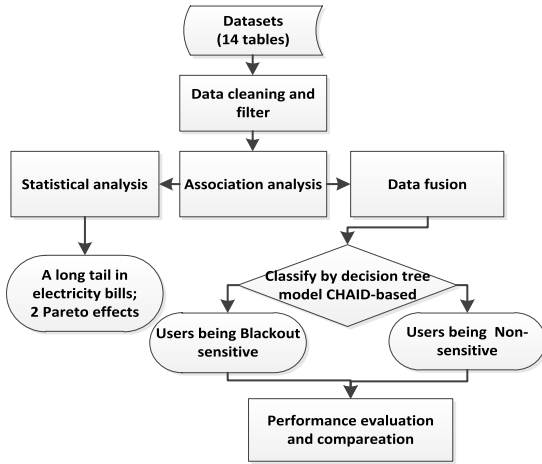 Datasets
(14 tables)
Data cleaning and
filter
Statistical analysis
Association analysis
Data fusion
A long tail in
electricity bills;
2 Pareto effects
Classify by decision tree
model CHAID-based
Users being Blackout
sensitive
Users being Non-
sensitive
Performance evaluation
and compareation